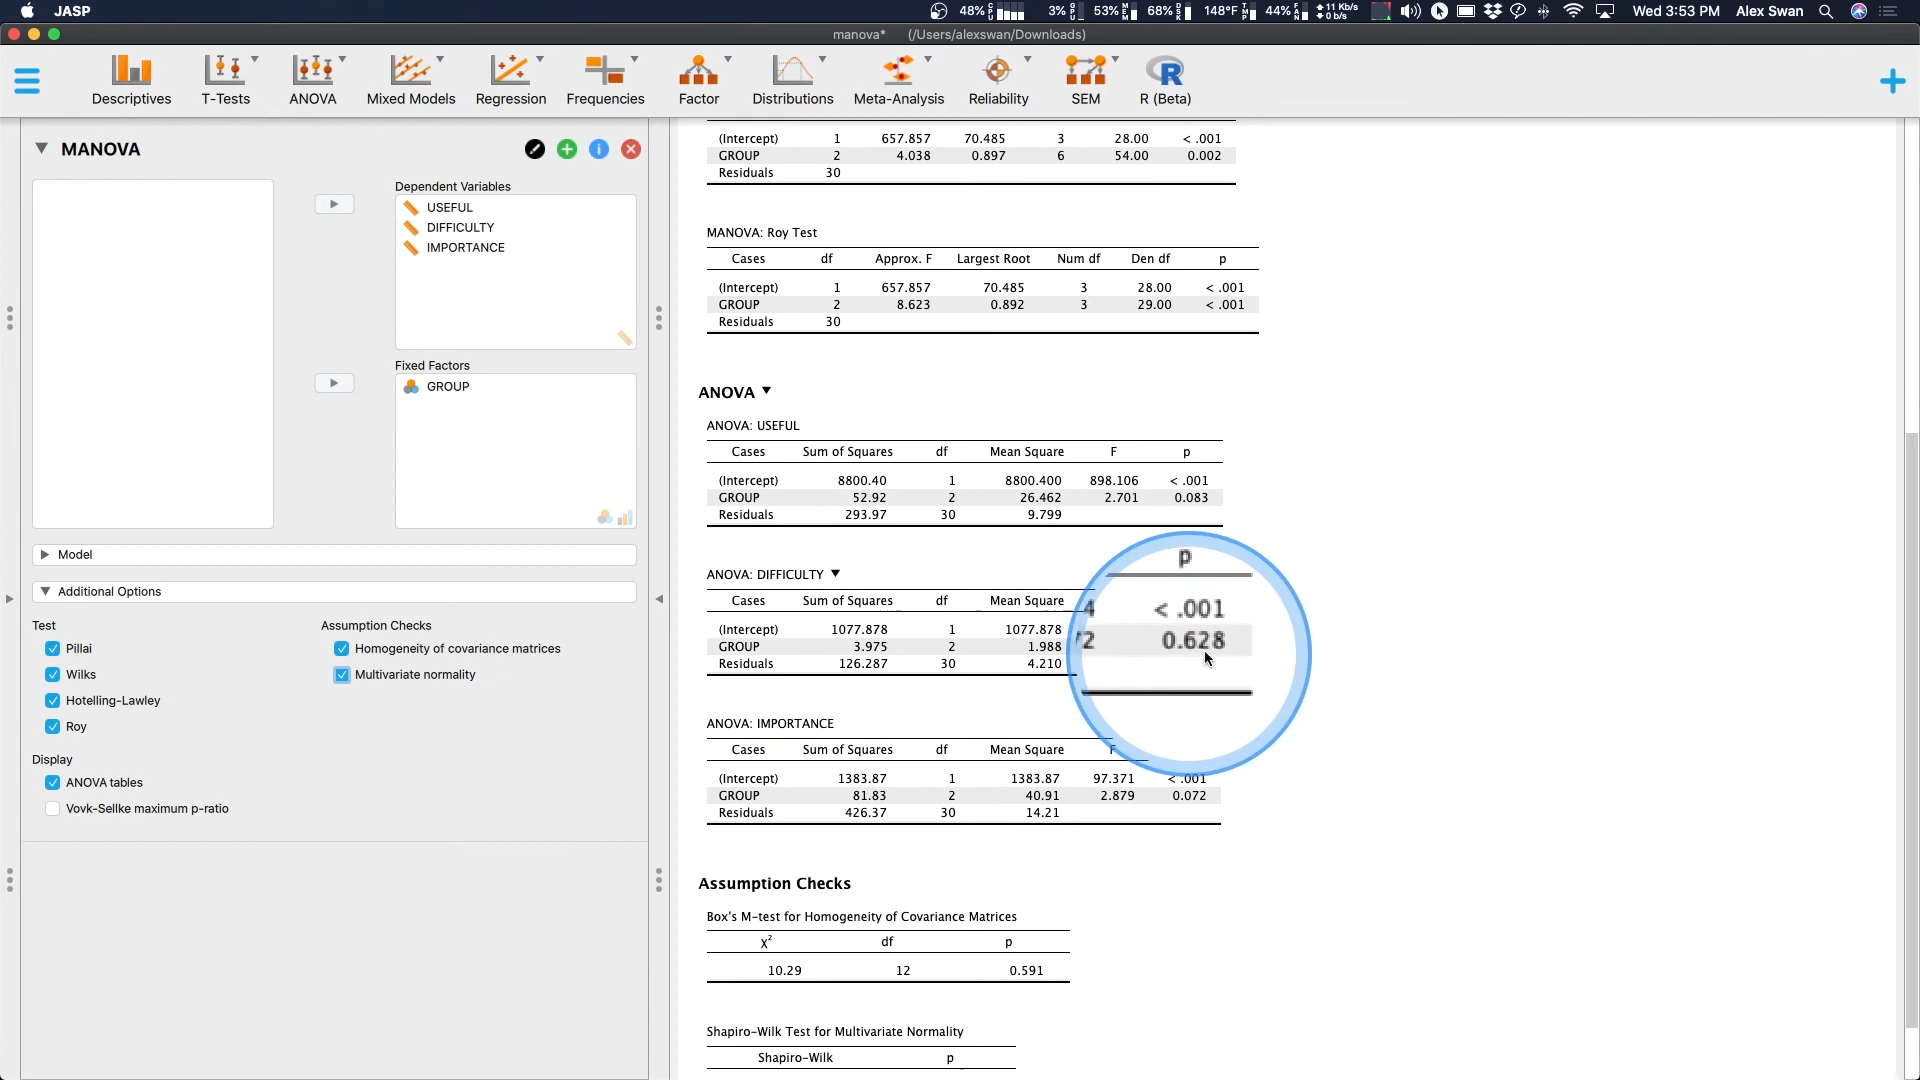 JASP 48% 3% 53% 68% 148°F 44% 11 Kb/s 0 b/s Wed 3:53 PM Alex Swan
manova* (/Users/alexswan/Downloads)
Descriptives T-Tests ANOVA Mixed Models Regression Frequencies Factor Distributions Meta-Analysis Reliability SEM R (Beta)
MANOVA
Dependent Variables
USEFUL
DIFFICULTY
IMPORTANCE
Fixed Factors
GROUP
Model
Additional Options
Test
Pillai
Wilks
Hotelling-Lawley
Roy
Assumption Checks
Homogeneity of covariance matrices
Multivariate normality
Display
ANOVA tables
Vovk-Sellke maximum p-ratio
(Intercept) 1 657.857 70.485 3 28.00 < .001
GROUP 2 4.038 0.897 6 54.00 0.002
Residuals 30
MANOVA: Roy Test
Cases df Approx. F Largest Root Num df Den df p
(Intercept) 1 657.857 70.485 3 28.00 < .001
GROUP 2 8.623 0.892 3 29.00 < .001
Residuals 30
ANOVA
ANOVA: USEFUL
Cases Sum of Squares df Mean Square F p
(Intercept) 8800.40 1 8800.400 898.106 < .001
GROUP 52.92 2 26.462 2.701 0.083
Residuals 293.97 30 9.799
ANOVA: DIFFICULTY
Cases Sum of Squares df Mean Square p
(Intercept) 1077.878 1 1077.878 4 < .001
GROUP 3.975 2 1.988 2 0.628
Residuals 126.287 30 4.210
ANOVA: IMPORTANCE
Cases Sum of Squares df Mean Square F
(Intercept) 1383.87 1 1383.87 97.371 < .001
GROUP 81.83 2 40.91 2.879 0.072
Residuals 426.37 30 14.21
Assumption Checks
Box's M-test for Homogeneity of Covariance Matrices
χ² df p
10.29 12 0.591
Shapiro-Wilk Test for Multivariate Normality
Shapiro-Wilk p